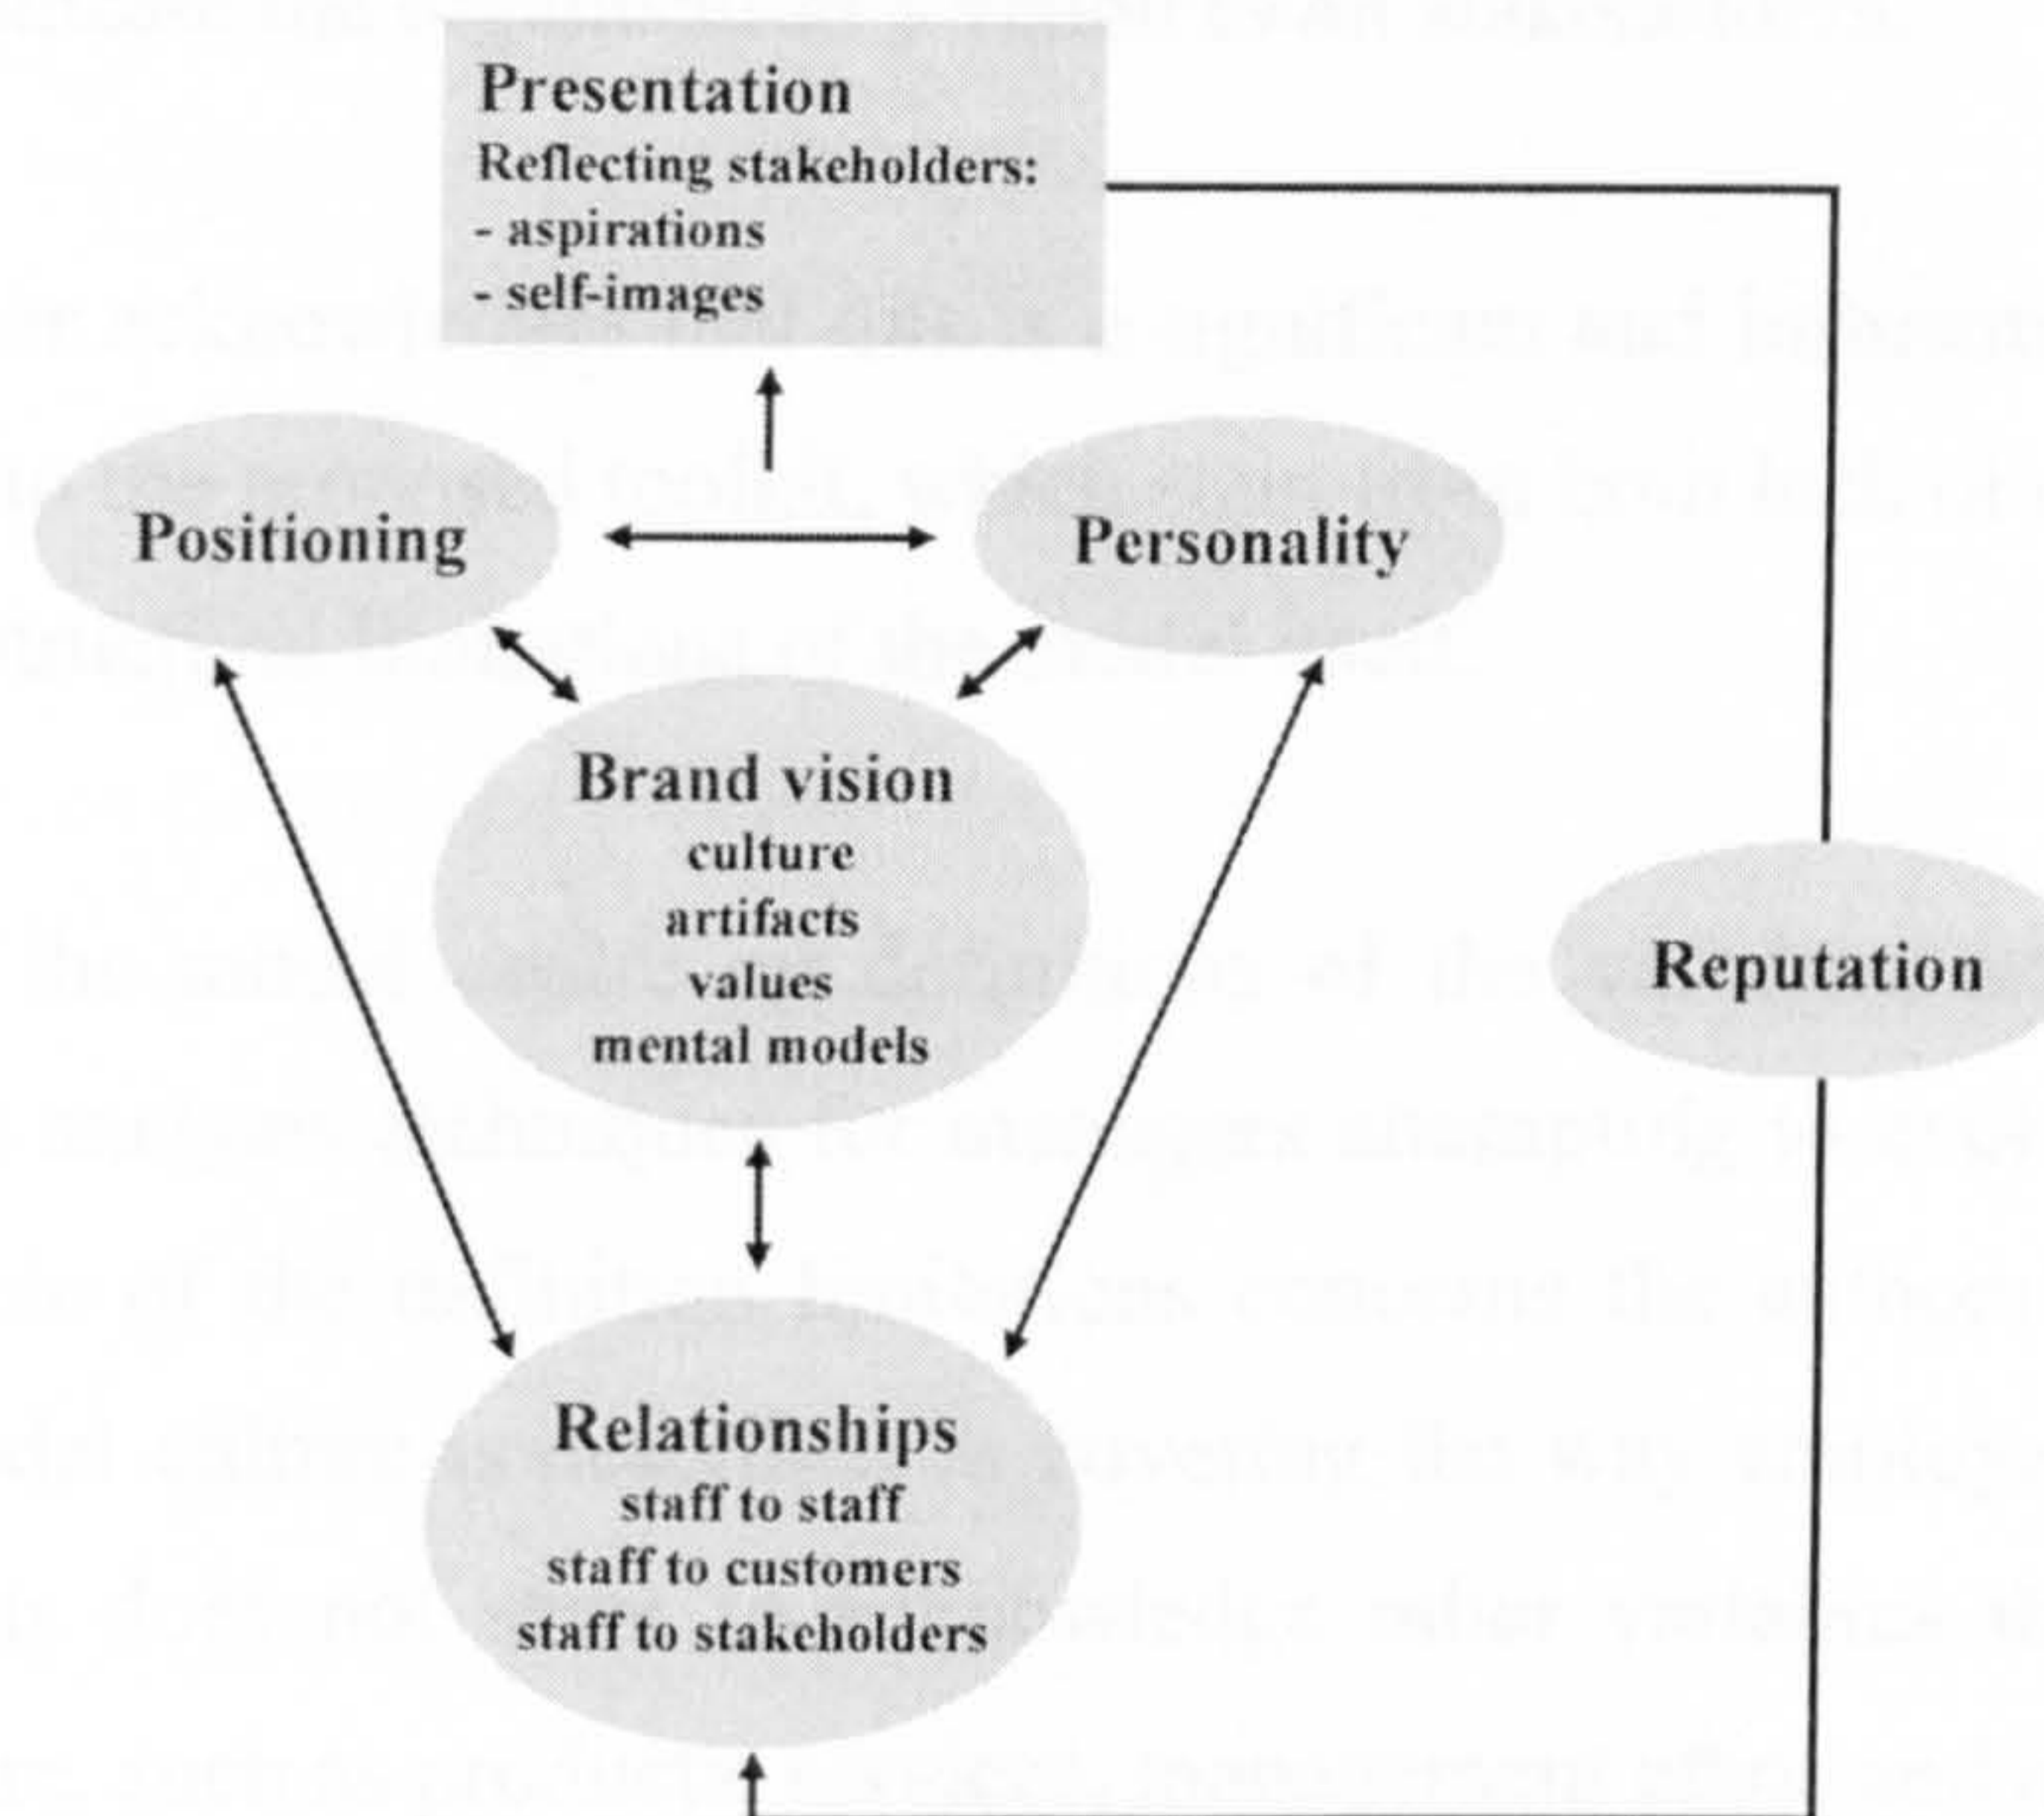 Presentation
Reflecting stakeholders:
- aspirations
- self-images
Positioning
Personality
Brand vision
culture
artifacts
values
mental models
Reputation
Relationships
staff to staff
staff to customers
staff to stakeholders